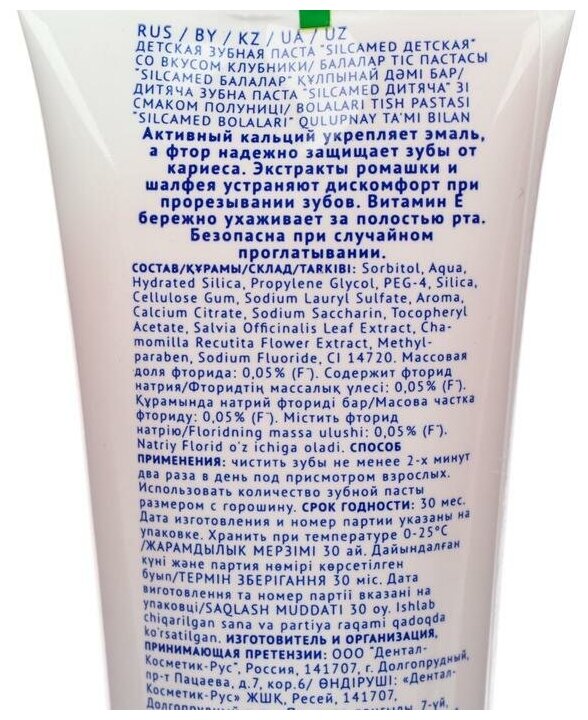 RUS / BY / KZ / UA / UZ
ДЕТСКАЯ ЗУБНАЯ ПАСТА "SILCAMED ДЕТСКАЯ"
СО ВКУСОМ КЛУБНИКИ/ БАЛАЛАР ТІС ПАСТАСЫ
"SILCAMED БАЛАЛАР" ҚҰЛПЫНАЙ ДӘМІ БАР/
ДИТЯЧА ЗУБНА ПАСТА "SILCAMED ДИТЯЧА" ЗІ
СМАКОМ ПОЛУНИЦІ/ BOLALARI TISH PASTASI
"SILCAMED BOLALARI" QULUPNAY TA'MI BILAN
Активный кальций укрепляет эмаль,
а фтор надежно защищает зубы от
кариеса. Экстракты ромашки и
шалфея устраняют дискомфорт при
прорезывании зубов. Витамин Е
бережно ухаживает за полостью рта.
Безопасна при случайном
проглатывании.
СОСТАВ/ҚҰРАМЫ/СКЛАД/TARKIBI: Sorbitol, Aqua,
Hydrated Silica, Propylene Glycol, PEG-4, Silica,
Cellulose Gum, Sodium Lauryl Sulfate, Aroma,
Calcium Citrate, Sodium Saccharin, Tocopheryl
Acetate, Salvia Officinalis Leaf Extract, Cha-
momilla Recutita Flower Extract, Methyl-
paraben, Sodium Fluoride, CI 14720. Массовая
доля фторида: 0,05% (F⁻). Содержит фторид
натрия/Фторидтің массалық үлесі: 0,05% (F⁻).
Құрамында натрий фториді бар/Масова частка
фториду: 0,05% (F⁻). Містить фторид
натрію/Floridning massa ulushi: 0,05% (F⁻).
Natriy Florid o'z ichiga oladi. СПОСОБ
ПРИМЕНЕНИЯ: чистить зубы не менее 2-х минут
два раза в день под присмотром взрослых.
Использовать количество зубной пасты
размером с горошину. СРОК ГОДНОСТИ: 30 мес.
Дата изготовления и номер партии указаны на
упаковке. Хранить при температуре 0-25°С
/ЖАРАМДЫЛЫҚ МЕРЗІМІ 30 ай. Дайындалған
күні және партия нөмірі көрсетілген
буып/ТЕРМІН ЗБЕРІГАННЯ 30 міс. Дата
виготовлення та номер партії вказані на
упаковці/SAQLASH MUDDATI 30 oy. Ishlab
chiqarilgan sana va partiya raqami qadoqda
ko'rsatilgan. ИЗГОТОВИТЕЛЬ И ОРГАНИЗАЦИЯ,
ПРИНИМАЮЩАЯ ПРЕТЕНЗИИ: ООО "Дентал-
Косметик-Рус", Россия, 141707, г. Долгопрудный,
пр-т Пацаева, д.7, кор.6/ ӨНДІРУШІ: «Дентал-
Косметик-Рус» ЖШҚ, Ресей, 141707,